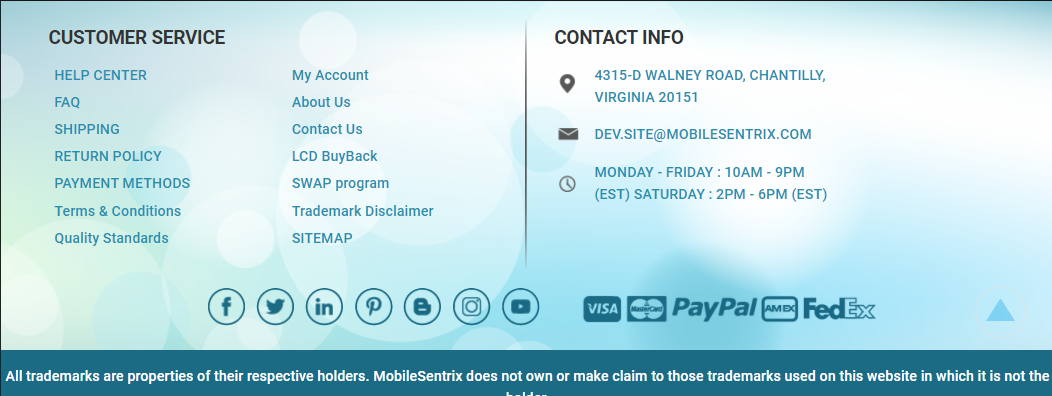 CUSTOMER SERVICE
HELP CENTER
FAQ
SHIPPING
RETURN POLICY
PAYMENT METHODS
Terms & Conditions
Quality Standards
My Account
About Us
Contact Us
LCD BuyBack
SWAP program
Trademark Disclaimer
SITEMAP
CONTACT INFO
4315-D WALNEY ROAD, CHANTILLY,
VIRGINIA 20151
DEV.SITE@MOBILESENTRIX.COM
MONDAY - FRIDAY : 10AM - 9PM
(EST) SATURDAY : 2PM - 6PM (EST)
VISA MasterCard PayPal AMEX FedEx
All trademarks are properties of their respective holders. MobileSentrix does not own or make claim to those trademarks used on this website in which it is not the
holder.